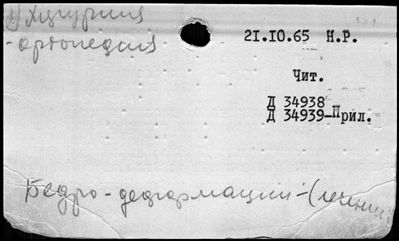 Хирургия
-ортопедия
21.10.65 Н.Р.
Чит.
Д 34938
Д 34939-Прил.
Бедро-деформации-(лечение)